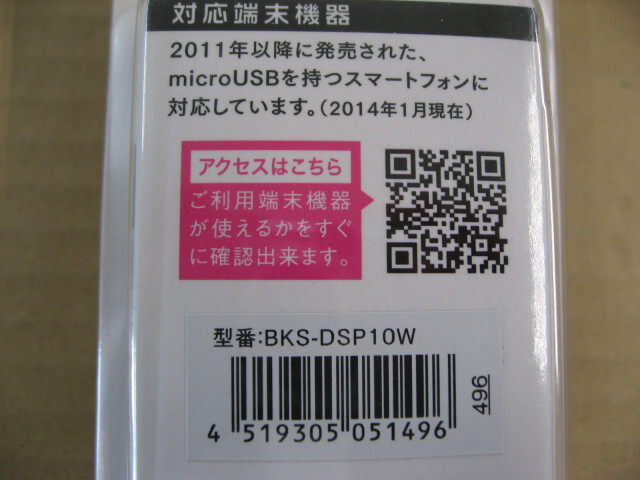 対応端末機器
2011年以降に発売された、
microUSBを持つスマートフォンに
対応しています。(2014年1月現在)
アクセスはこちら
ご利用端末機器
が使えるかをすぐ
に確認出来ます。
型番:BKS-DSP10W
496
4 519305 051496